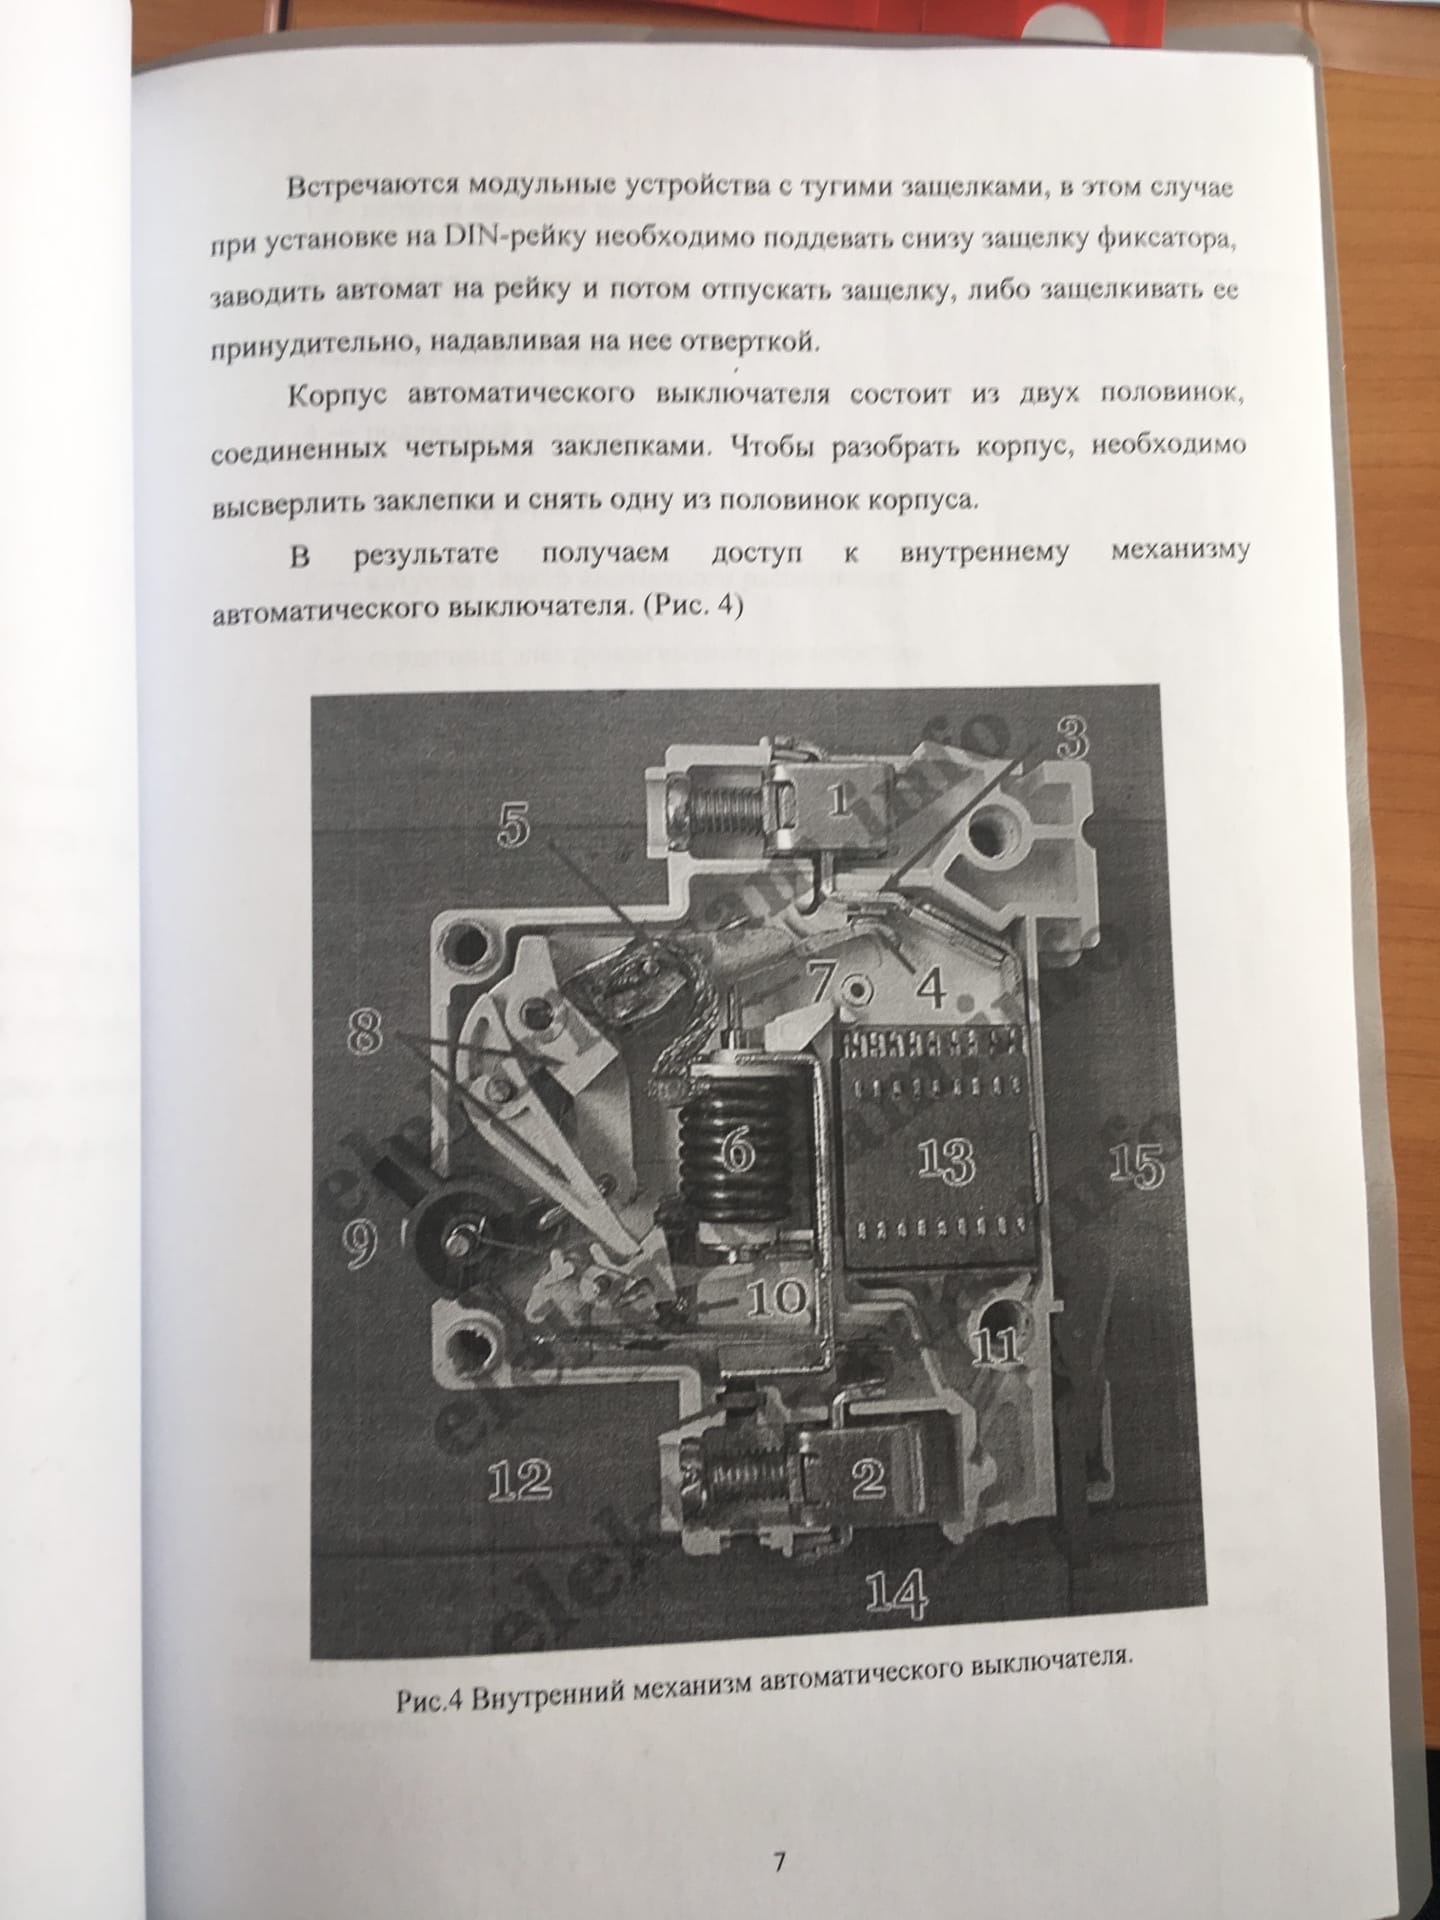 Встречаются модульные устройства с тугими защелками, в этом случае
при установке на DIN-рейку необходимо поддевать снизу защелку фиксатора,
заводить автомат на рейку и потом отпускать защелку, либо защелкивать ее
принудительно, надавливая на нее отверткой.
Корпус автоматического выключателя состоит из двух половинок,
соединенных четырьмя заклепками. Чтобы разобрать корпус, необходимо
высверлить заклепки и снять одну из половинок корпуса.
В результате получаем доступ к внутреннему механизму
автоматического выключателя. (Рис. 4)
3
1
5
7
4
8
6
13
15
9
10
11
12
2
14
Рис.4 Внутренний механизм автоматического выключателя.
7